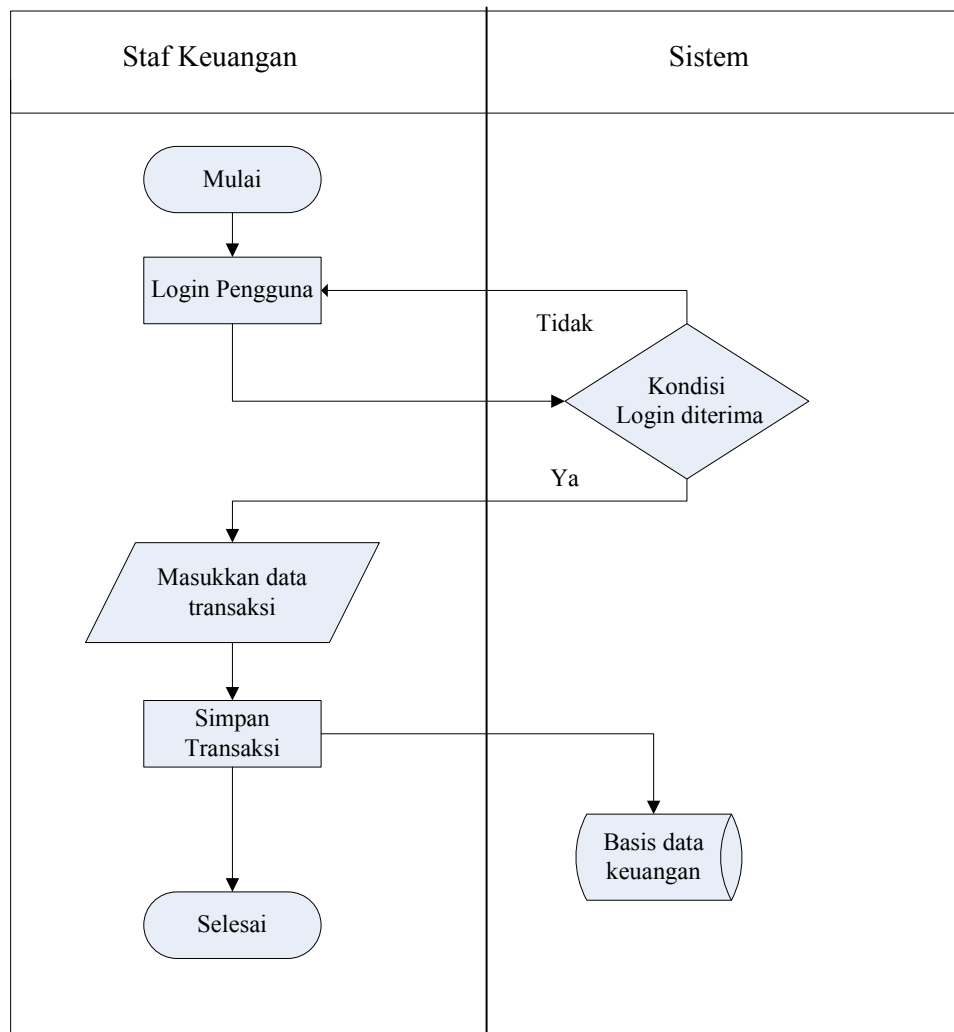 Staf Keuangan
Sistem
Mulai
Login Pengguna
Tidak
Kondisi
Login diterima
Ya
Masukkan data
transaksi
Simpan
Transaksi
Basis data
keuangan
Selesai